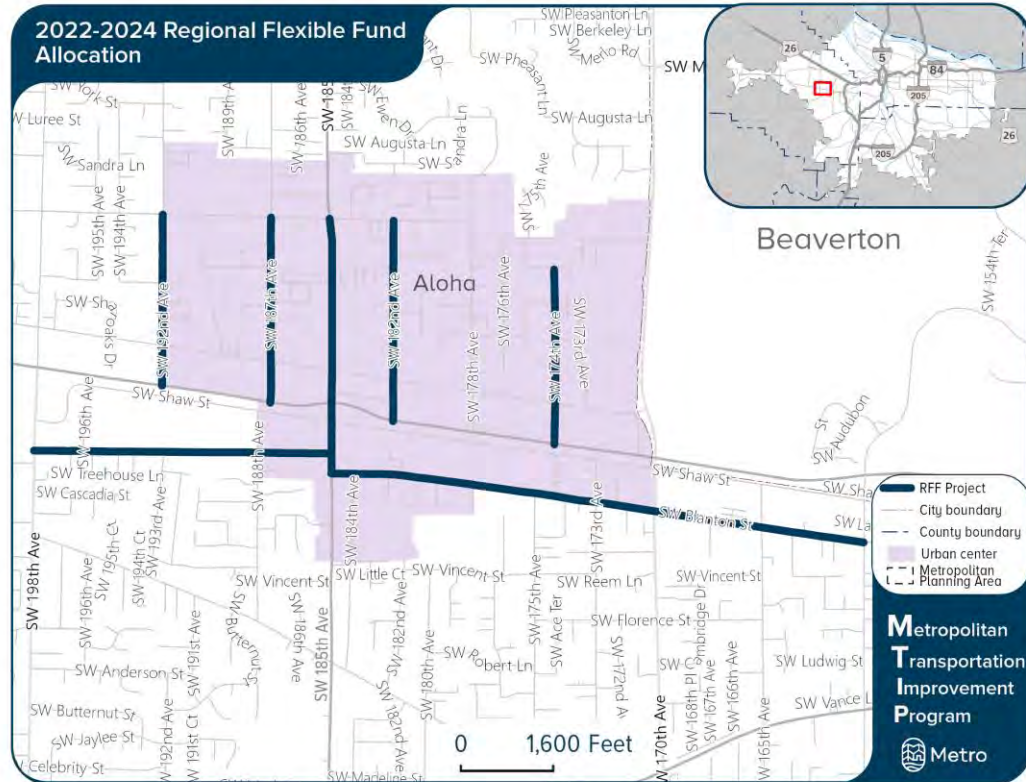 2022-2024 Regional Flexible Fund
Allocation
SW Pleasanton Ln
SW Berkeley Ln
SW Pheasant Ln
SW York St
SW 189th A
SW 186th Ave
SW 185
SW 184th
SW Augusta Ln
SW Augusta Ln
SW Sandra Ln
SW 195th Ave
SW 194th Ave
SW 192nd Ave
SW 187th Ave
SW 182nd Ave
SW 178th Ave
SW 176th Ave
SW 174th Ave
SW 173rd Ave
Aloha
Beaverton
SW 154th Ter
26
5
84
205
205
26
SW Shaw St
SW 196th Ave
SW Treehouse Ln
SW Cascadia St
SW 188th Ave
SW 184th Ave
SW 173rd Ave
SW Shaw St
SW Audubon
St
SW Blanton St
SW 198th Ave
SW 196th Ave
SW 195th Ct
SW 194th Ct
SW 193rd Ave
SW Vincent St
SW Little Ct
SW Vincent St
SW Reem Ln
SW Vincent St
SW 186th Ave
SW 185th Ave
SW 182nd Ave
SW 180th Ave
SW 175th Ave
SW Ace Ter
SW Florence St
SW Anderson St
SW 191st Ave
SW Ludwig St
SW Butternut St
SW Jaylee St
SW 192nd Ave
SW 191st Ct
SW 182nd Ave
SW 172nd A
SW 170th Ave
SW 168th Pl
SW 167th Ave
SW 166th Ave
SW 165th Ave
SW Vance L
Celebrity St
SW Madeline St
0 1,600 Feet
RFF Project
City boundary
County boundary
Urban center
Metropolitan
Planning Area
Metropolitan
Transportation
Improvement
Program
Metro